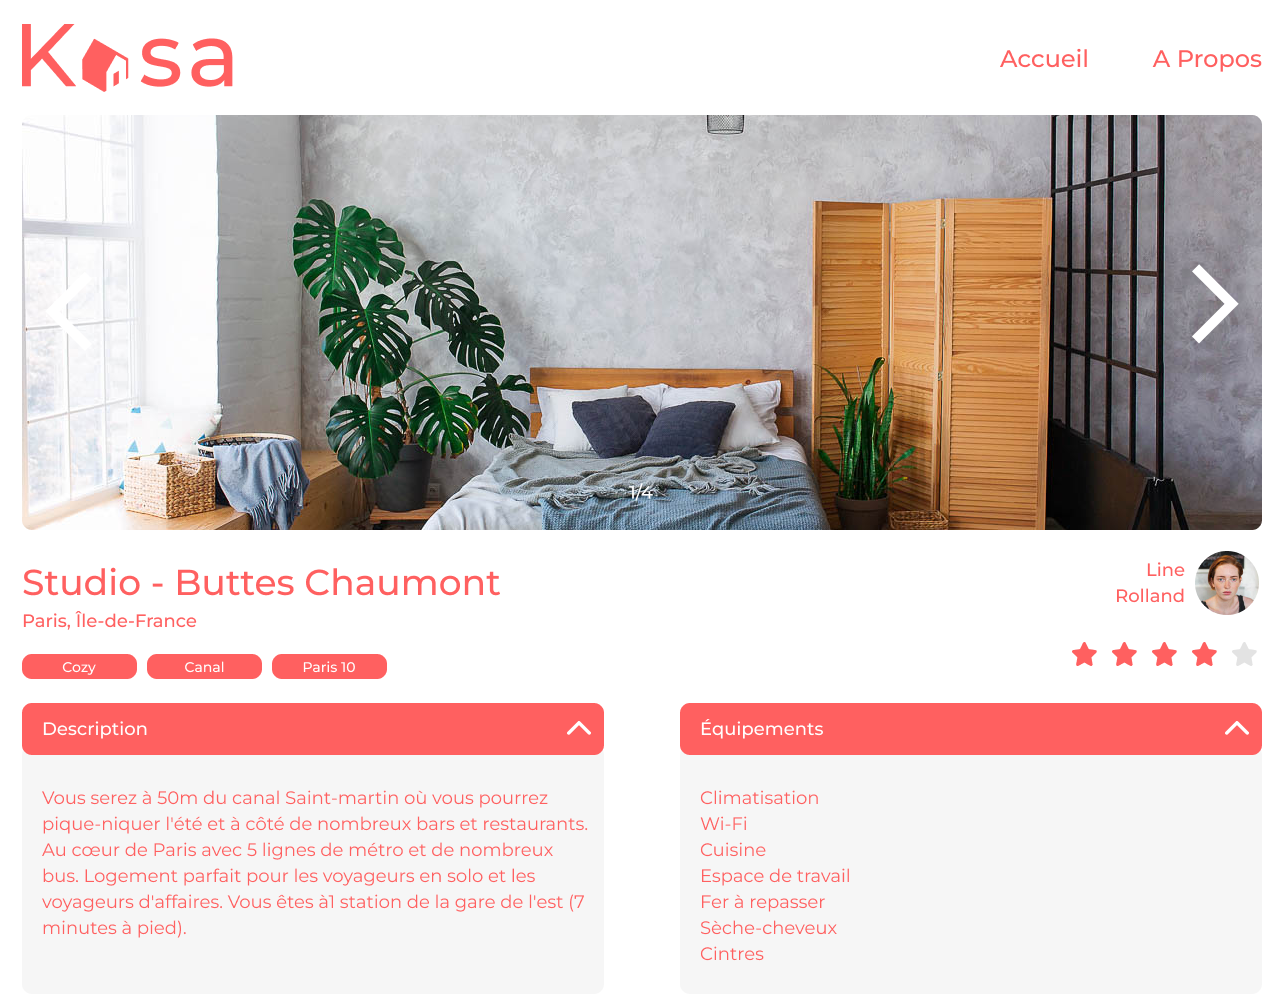 Kasa
Accueil
A Propos
1/4
Studio - Buttes Chaumont
Paris, Île-de-France
Line
Rolland
Cozy
Canal
Paris 10
Description
Vous serez à 50m du canal Saint-martin où vous pourrez
pique-niquer l'été et à côté de nombreux bars et restaurants.
Au cœur de Paris avec 5 lignes de métro et de nombreux
bus. Logement parfait pour les voyageurs en solo et les
voyageurs d'affaires. Vous êtes à1 station de la gare de l'est (7
minutes à pied).
Équipements
Climatisation
Wi-Fi
Cuisine
Espace de travail
Fer à repasser
Sèche-cheveux
Cintres